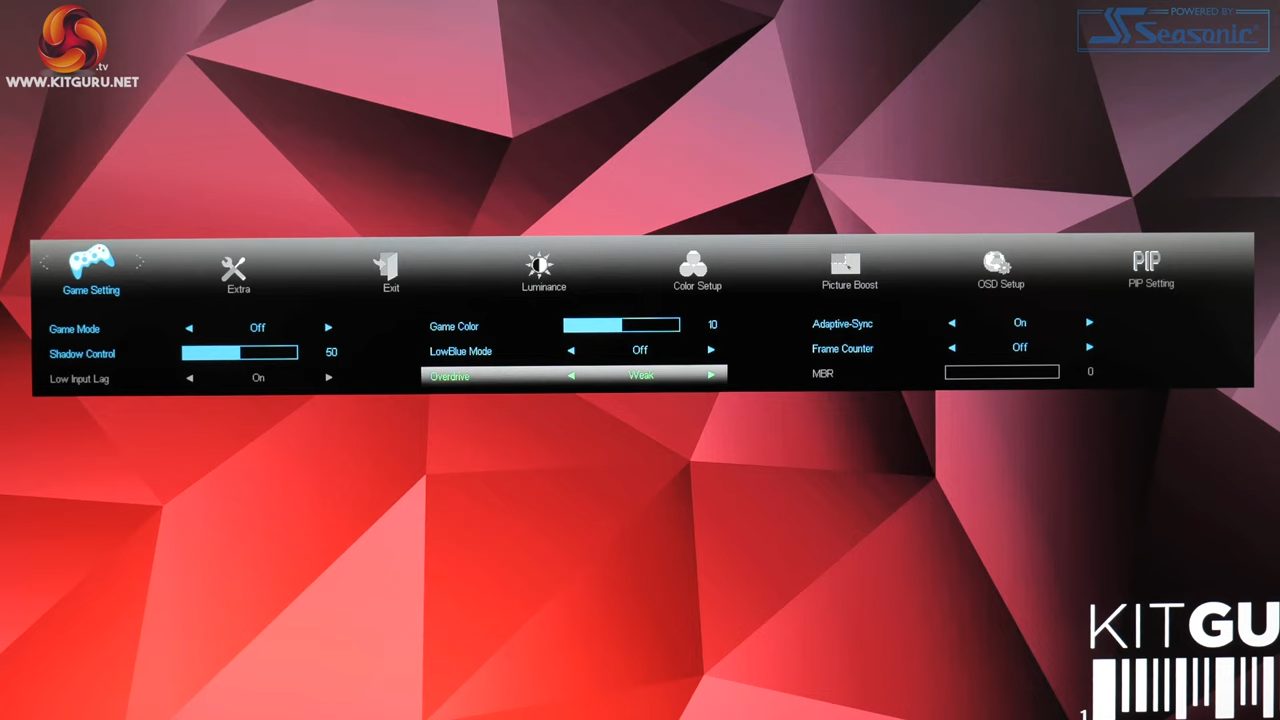 POWERED BY
Seasonic
.tv
WWW.KITGURU.NET
Game Setting
Extra
Exit
Luminance
Color Setup
Picture Boost
OSD Setup
PIP
PIP Setting
Game Mode Off
Game Color 10
Adaptive-Sync On
Shadow Control 50
LowBlue Mode Off
Frame Counter Off
Low Input Lag On
Overdrive Weak
MBR 0
KITGU
1